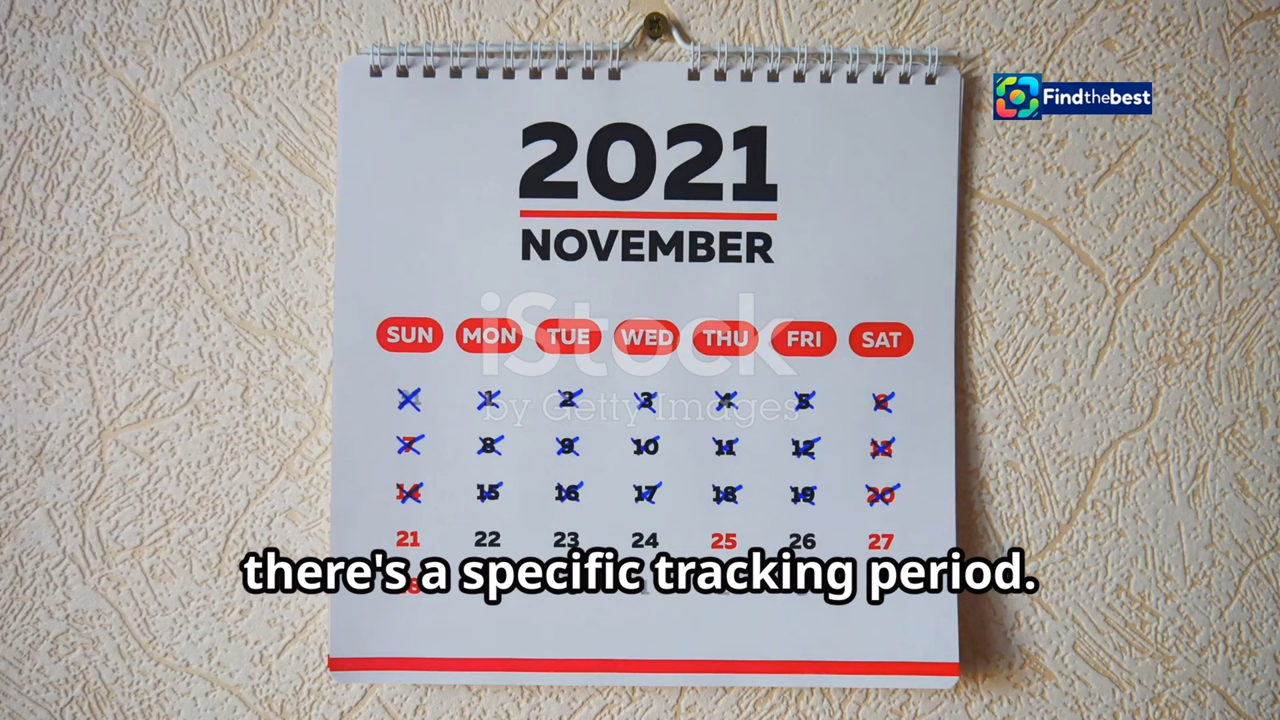 Findthebest
2021
NOVEMBER
iStock
SUN MON TUE WED THU FRI SAT
1 2 3 4 5 6
by Getty Images
7 8 9 10 11 12 13
14 15 16 17 18 19 20
21 22 23 24 25 26 27
there's a specific tracking period.